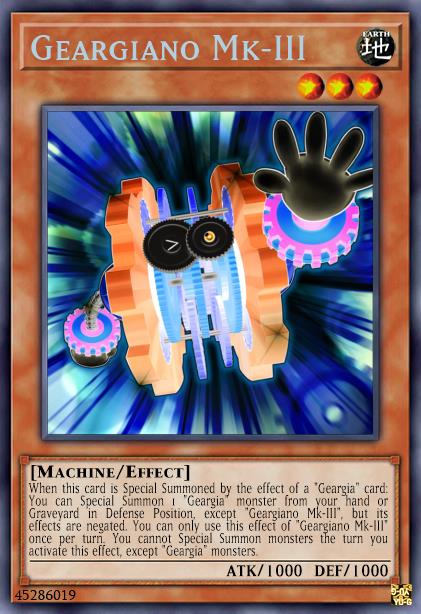 GEARGIANO MK-III
EARTH
地
[MACHINE/EFFECT]
When this card is Special Summoned by the effect of a "Geargia" card:
You can Special Summon 1 "Geargia" monster from your hand or
Graveyard in Defense Position, except "Geargiano Mk-III", but its
effects are negated. You can only use this effect of "Geargiano Mk-III"
once per turn. You cannot Special Summon monsters the turn you
activate this effect, except "Geargia" monsters.
ATK/1000 DEF/1000
45286019